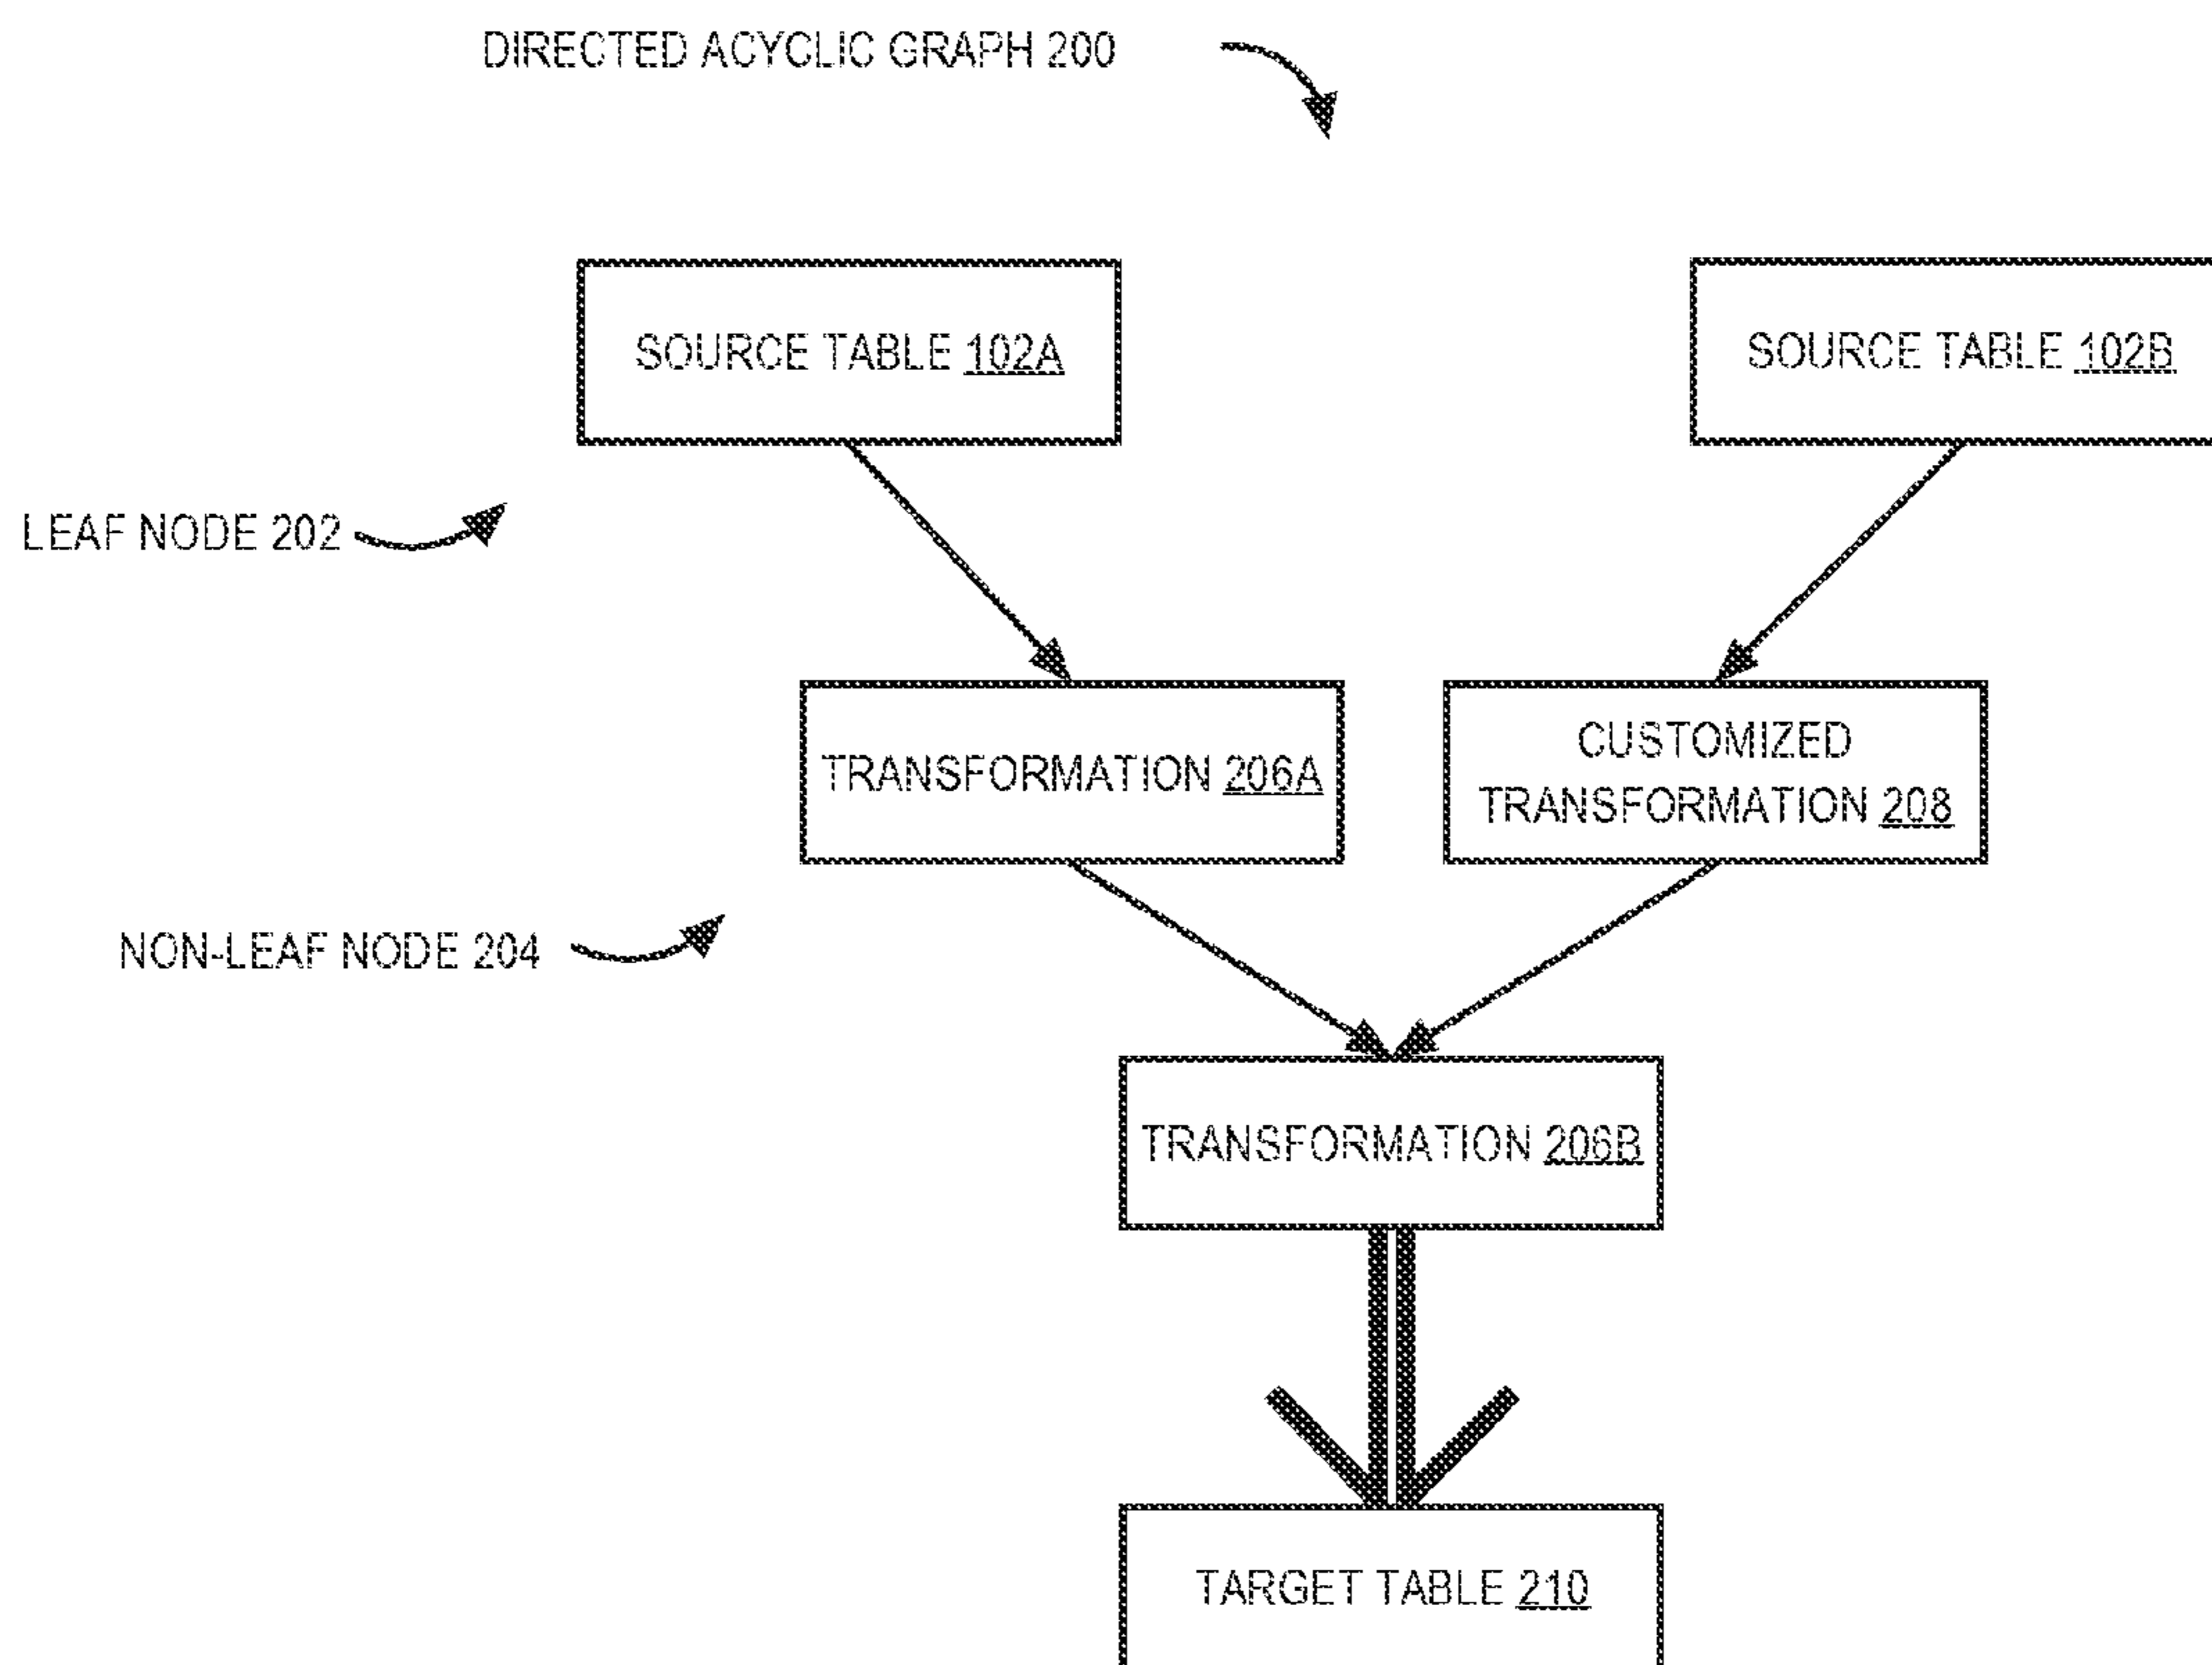 DIRECTED ACYCLIC GRAPH 200
SOURCE TABLE 102A
SOURCE TABLE 102B
LEAF NODE 202
TRANSFORMATION 206A
CUSTOMIZED
TRANSFORMATION 208
NON-LEAF NODE 204
TRANSFORMATION 206B
TARGET TABLE 210